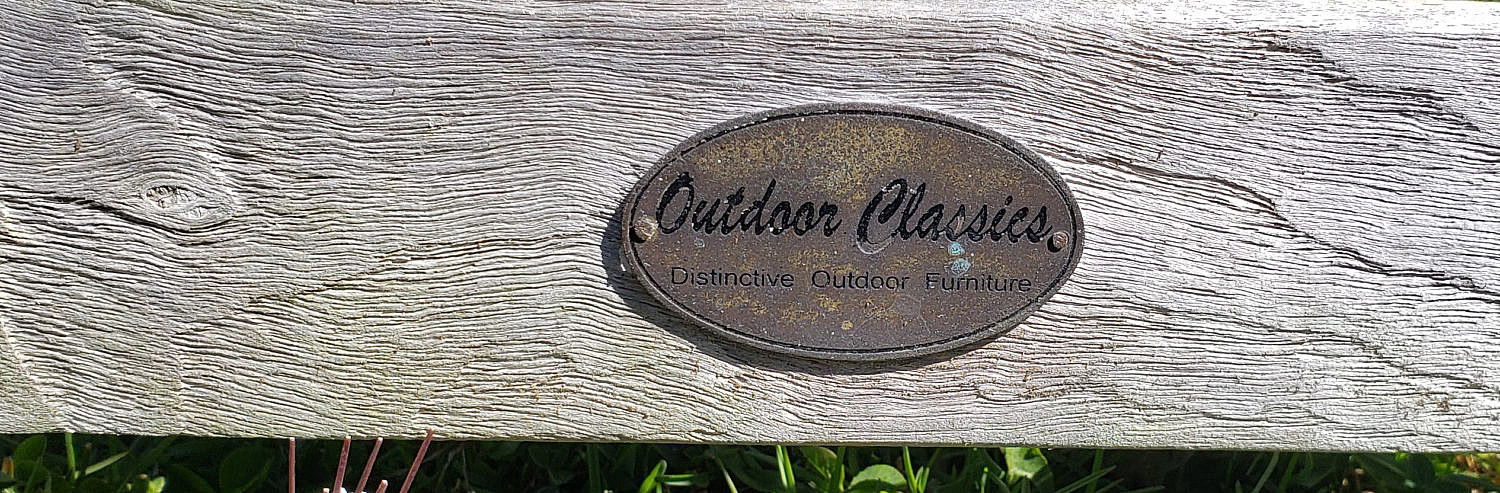 Outdoor Classics
Distinctive Outdoor Furniture